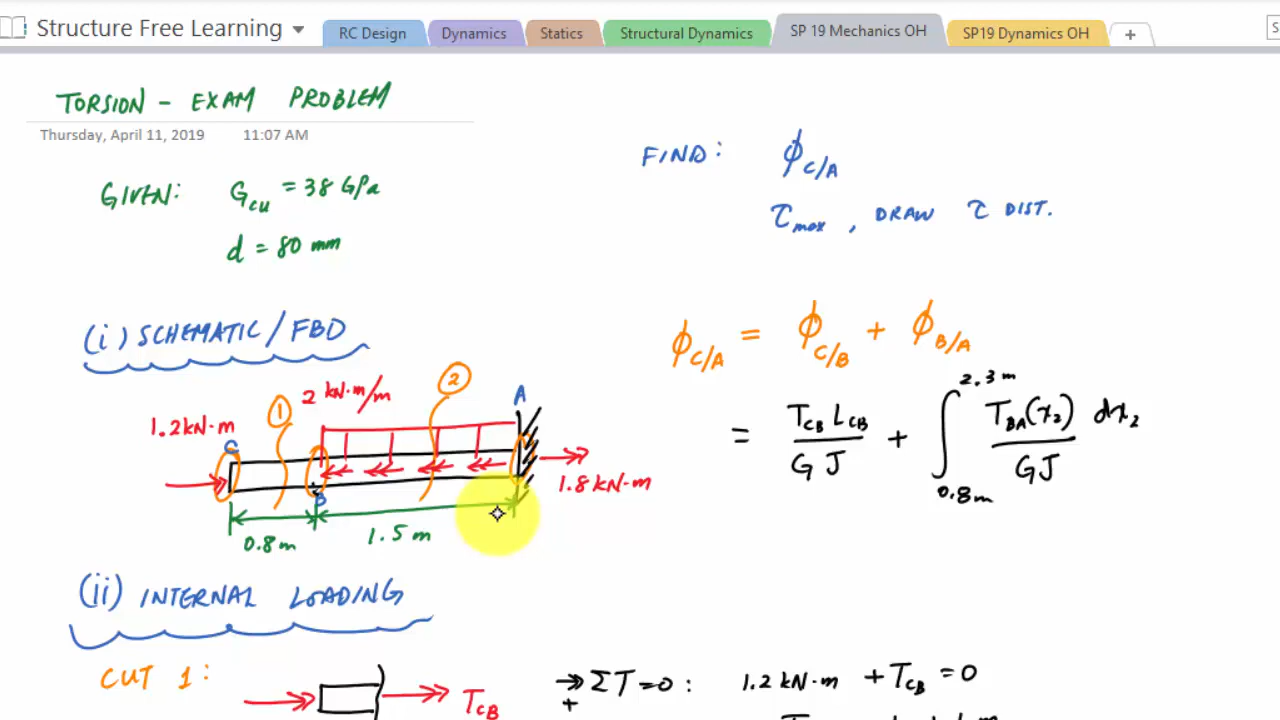 Structure Free Learning
RC Design
Dynamics
Statics
Structural Dynamics
SP 19 Mechanics OH
SP19 Dynamics OH
+
TORSION - EXAM PROBLEM
Thursday, April 11, 2019 11:07 AM
GIVEN: G_cu = 38 GPa
d = 80 mm
FIND: ϕ_C/A
τ_max, DRAW τ DIST.
(i) SCHEMATIC/FBD
1.2 kN·m
C
①
2 kN·m/m
②
A
B
1.8 kN·m
0.8 m
1.5 m
ϕ_C/A = ϕ_C/B + ϕ_B/A
= T_CB L_CB / GJ + ∫_0.8m^2.3m T_BA(x₂) / GJ dx₂
(ii) INTERNAL LOADING
CUT 1:
T_CB
→+ ΣT=0: 1.2 kN·m + T_CB = 0